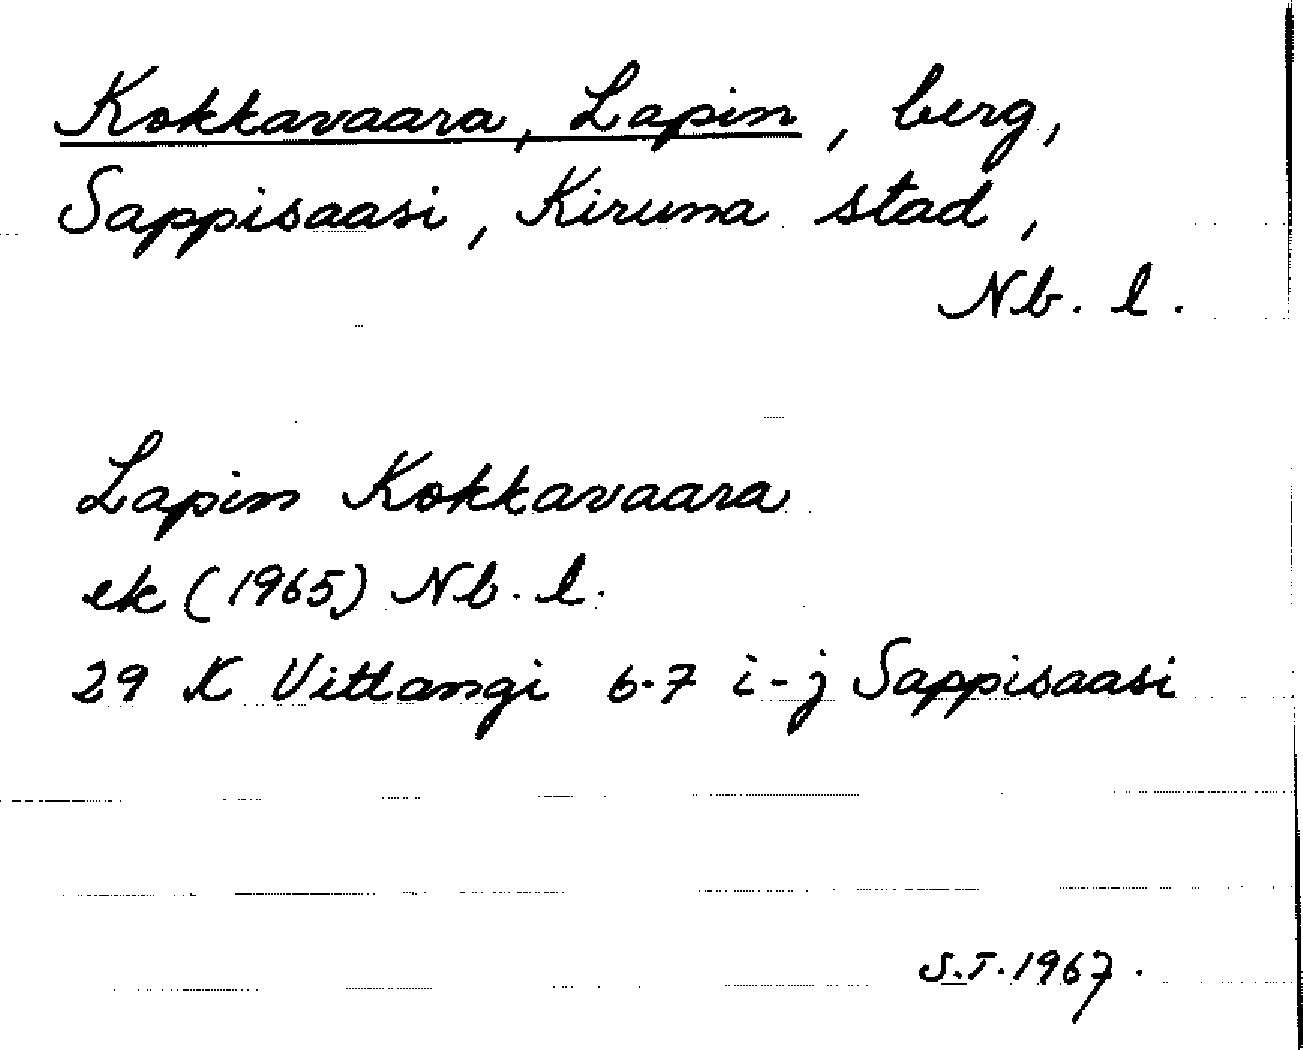 Kokkavaara, Lapin, berg,
Sappisaasi, Kiruna stad,
Nb. l.
Lapin Kokkavaara
ek (1965) Nb. l.
29 K Vittangi 6-7 i-j Sappisaasi
S.T. 1967.